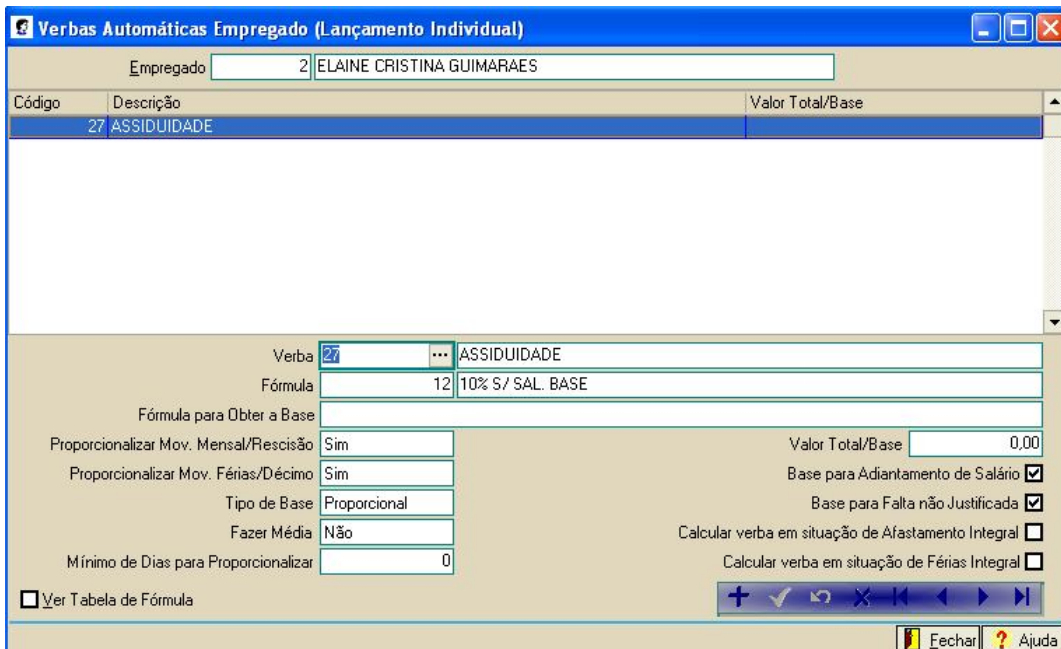 Verbas Automáticas Empregado (Lançamento Individual)
Empregado 2 ELAINE CRISTINA GUIMARAES
Código Descrição Valor Total/Base
27 ASSIDUIDADE
Verba 27 ... ASSIDUIDADE
Fórmula 12 10% S/ SAL. BASE
Fórmula para Obter a Base
Proporcionalizar Mov. Mensal/Rescisão Sim Valor Total/Base 0,00
Proporcionalizar Mov. Férias/Décimo Sim Base para Adiantamento de Salário
Tipo de Base Proporcional Base para Falta não Justificada
Fazer Média Não Calcular verba em situação de Afastamento Integral
Mínimo de Dias para Proporcionalizar 0 Calcular verba em situação de Férias Integral
Ver Tabela de Fórmula
Fechar ? Ajuda